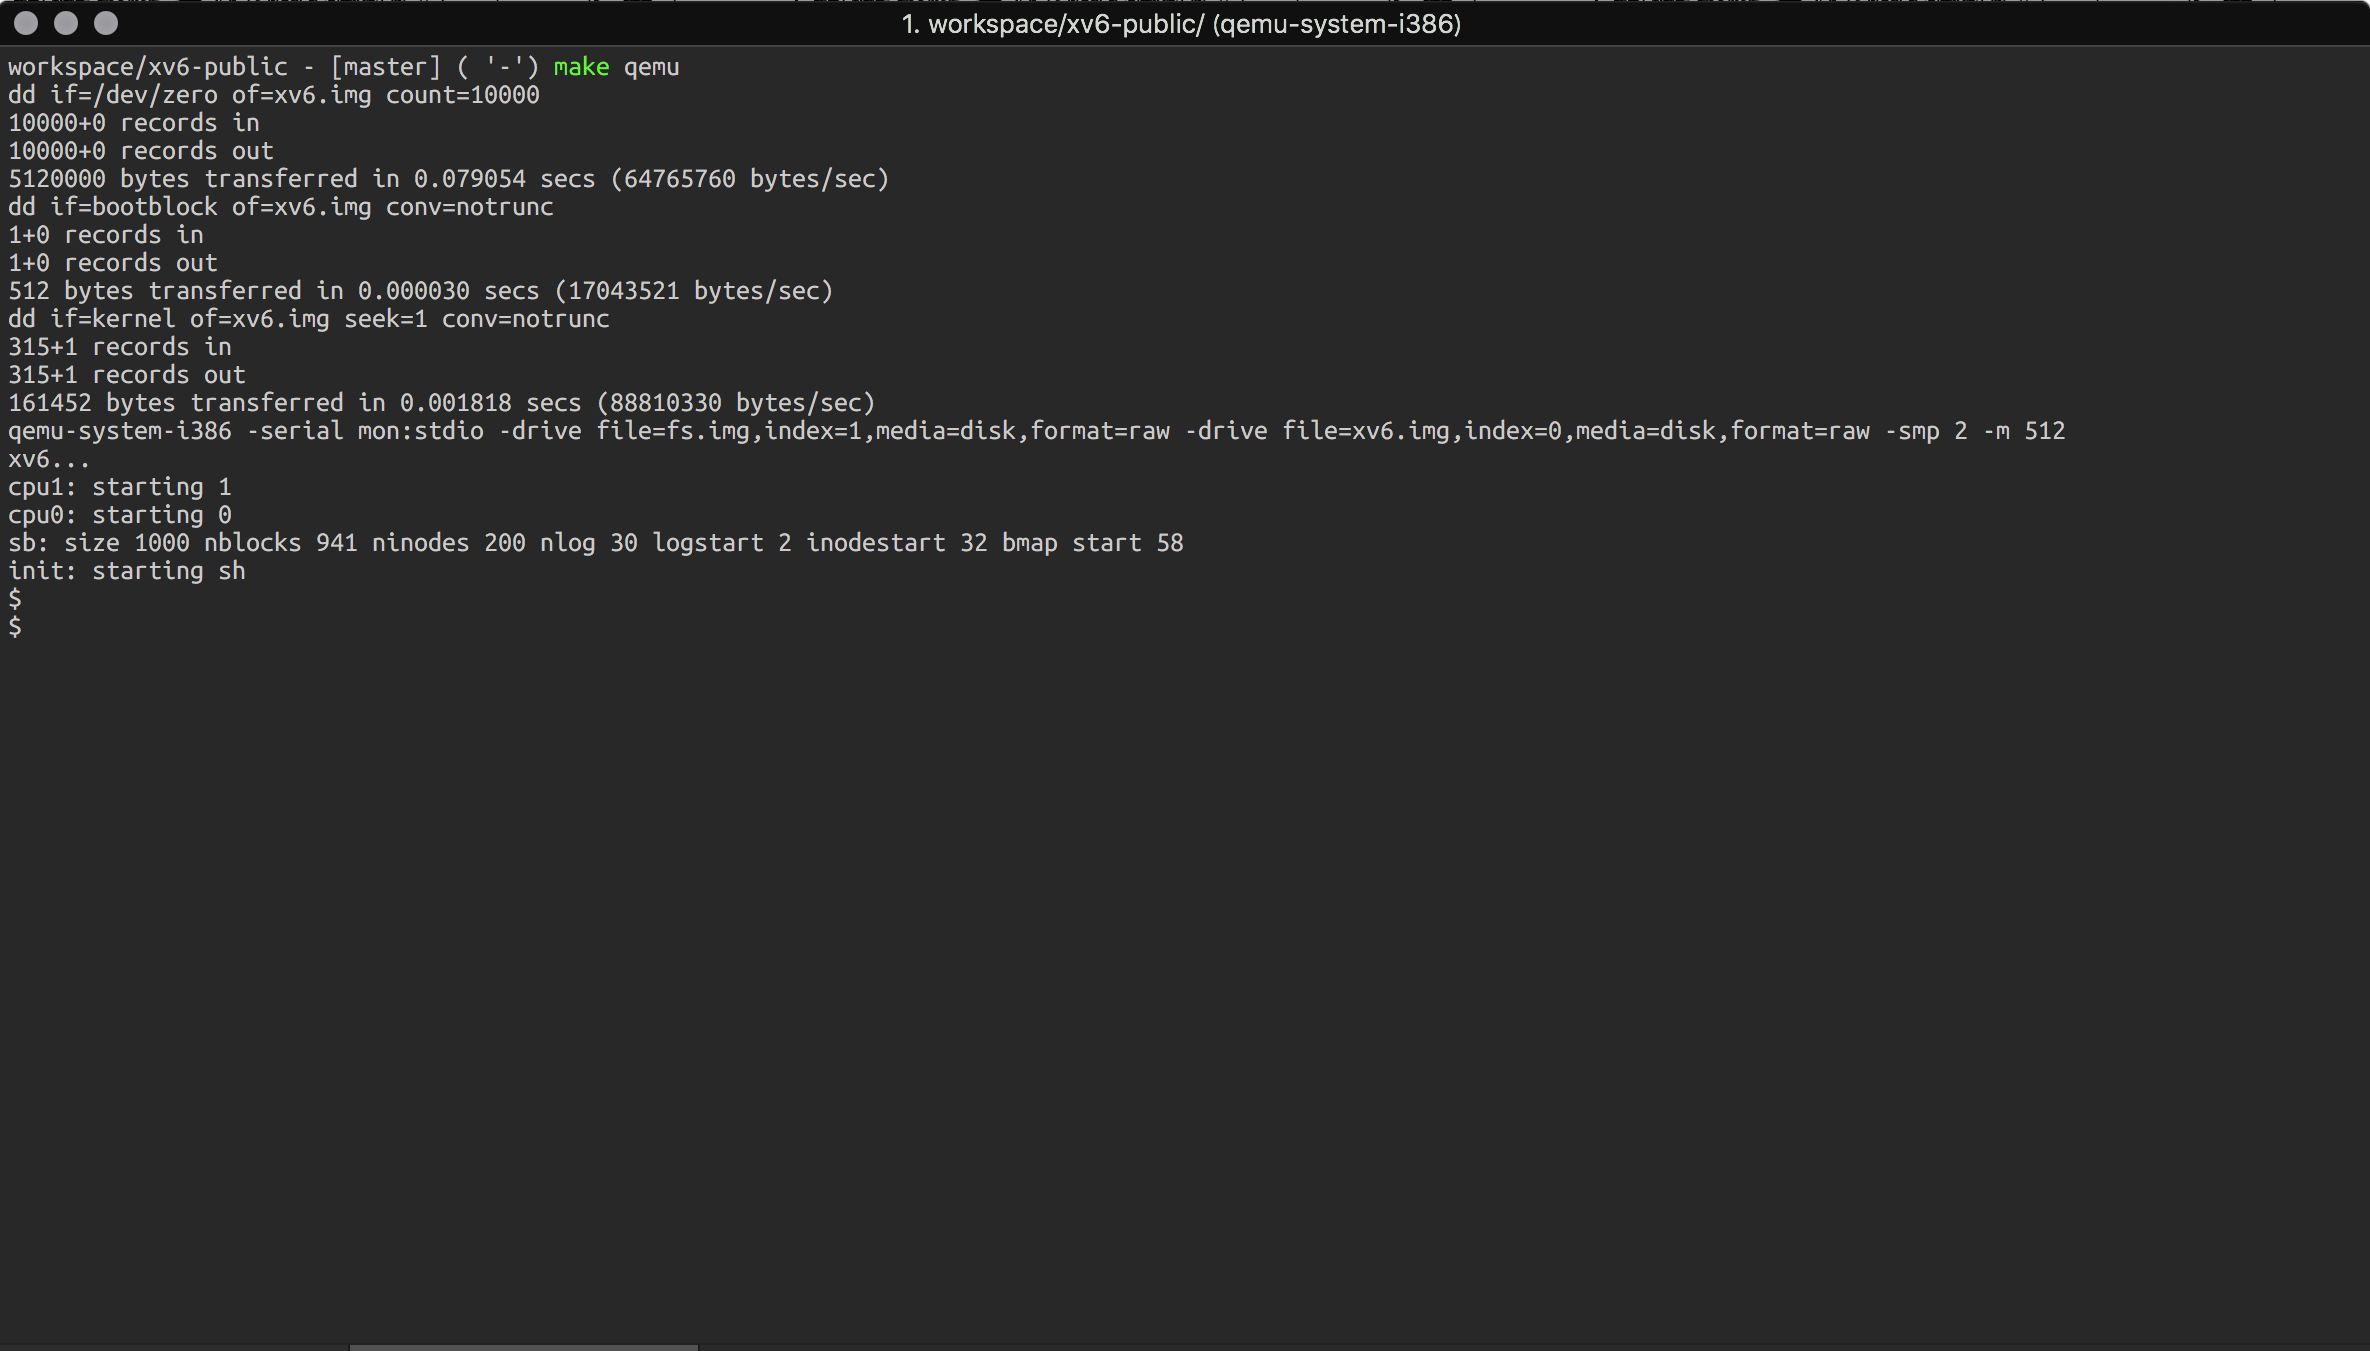 1. workspace/xv6-public/ (qemu-system-i386)
workspace/xv6-public - [master] ( '-') make qemu
dd if=/dev/zero of=xv6.img count=10000
10000+0 records in
10000+0 records out
5120000 bytes transferred in 0.079054 secs (64765760 bytes/sec)
dd if=bootblock of=xv6.img conv=notrunc
1+0 records in
1+0 records out
512 bytes transferred in 0.000030 secs (17043521 bytes/sec)
dd if=kernel of=xv6.img seek=1 conv=notrunc
315+1 records in
315+1 records out
161452 bytes transferred in 0.001818 secs (88810330 bytes/sec)
qemu-system-i386 -serial mon:stdio -drive file=fs.img,index=1,media=disk,format=raw -drive file=xv6.img,index=0,media=disk,format=raw -smp 2 -m 512
xv6...
cpu1: starting 1
cpu0: starting 0
sb: size 1000 nblocks 941 ninodes 200 nlog 30 logstart 2 inodestart 32 bmap start 58
init: starting sh
$
$